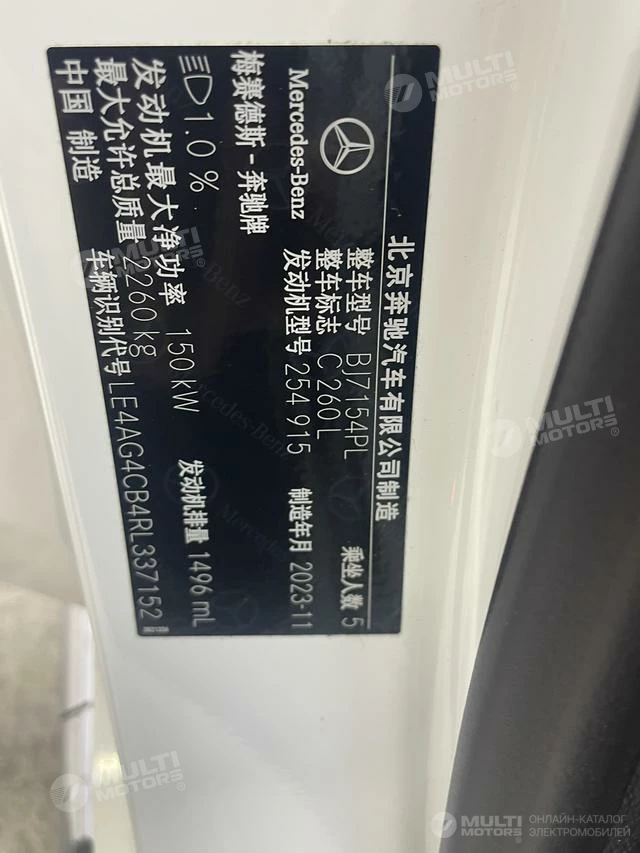 北京奔驰汽车有限公司制造
Mercedes-Benz
整车型号 BJ7154PL
乘坐人数 5
整车标志 C 260 L
梅赛德斯-奔驰牌
发动机型号 254 915
制造年月 2023-11
1.0 %
发动机最大净功率 150 kW
发动机排量 1496 mL
最大允许总质量 2260 kg
中国 制造
车辆识别代号 LE4AG4CB4RL337152
MULTI MOTORS®
MULTI MOTORS®
MULTI MOTORS®
MULTI MOTORS®
MULTI MOTORS®
ОНЛАЙН-КАТАЛОГ
ЭЛЕКТРОМОБИЛЕЙ